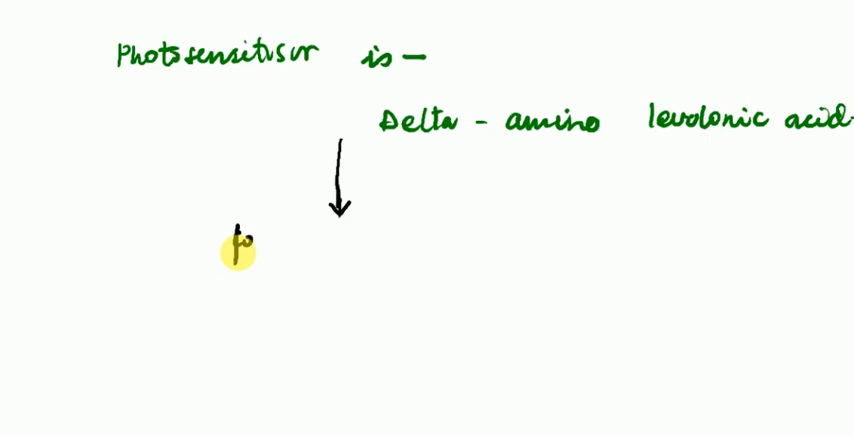 Photosensitiser is -
Delta - amino levolonic acid